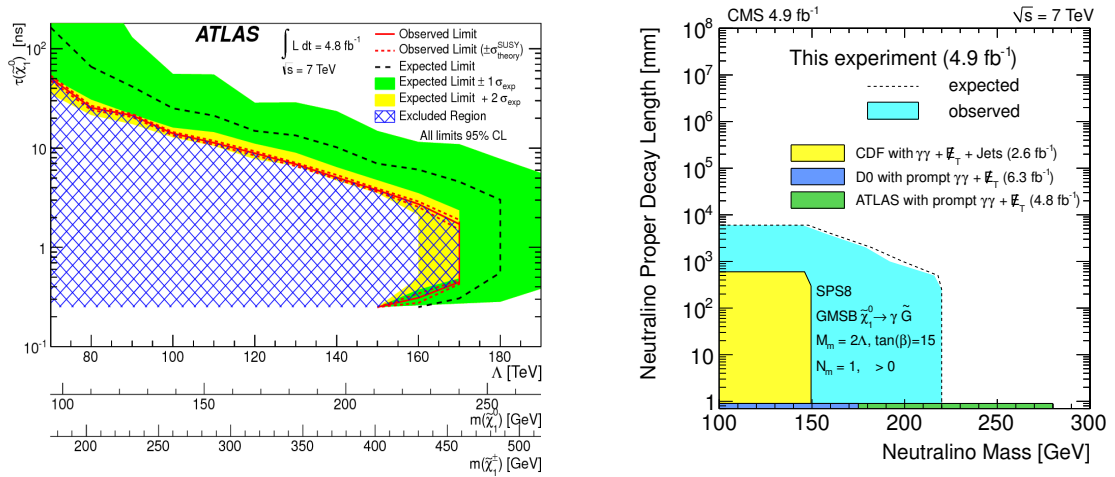 ATLAS
∫ L dt = 4.8 fb⁻¹
√s = 7 TeV
Observed Limit
Observed Limit (±σ^SUSY_theory)
Expected Limit
Expected Limit ± 1 σ_exp
Expected Limit + 2 σ_exp
Excluded Region
All limits 95% CL
τ(χ̃⁰₁) [ns]
10²
10
1
10⁻¹
80 100 120 140 160 180
Λ [TeV]
100 150 200 250
m(χ̃⁰₁) [GeV]
200 250 300 350 400 450 500
m(χ̃±₁) [GeV]
CMS 4.9 fb⁻¹
√s = 7 TeV
Neutralino Proper Decay Length [mm]
10⁸
10⁷
10⁶
10⁵
10⁴
10³
10²
10
1
This experiment (4.9 fb⁻¹)
expected
observed
CDF with γγ + E̸_T + Jets (2.6 fb⁻¹)
D0 with prompt γγ + E̸_T (6.3 fb⁻¹)
ATLAS with prompt γγ + E̸_T (4.8 fb⁻¹)
SPS8
GMSB χ̃⁰₁→ γ G̃
M_m = 2Λ, tan(β)=15
N_m = 1, > 0
100 150 200 250 300
Neutralino Mass [GeV]